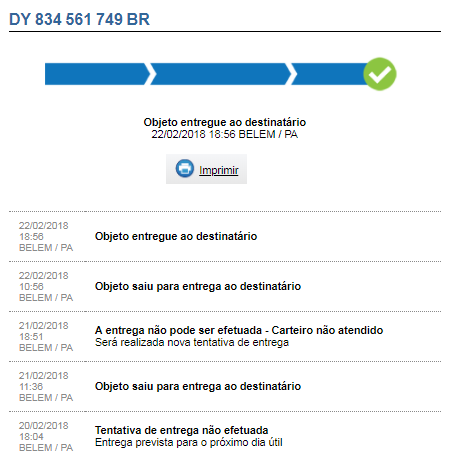 DY 834 561 749 BR
Objeto entregue ao destinatário
22/02/2018 18:56 BELEM / PA
Imprimir
22/02/2018
18:56
BELEM / PA
Objeto entregue ao destinatário
22/02/2018
10:56
BELEM / PA
Objeto saiu para entrega ao destinatário
21/02/2018
18:51
BELEM / PA
A entrega não pode ser efetuada - Carteiro não atendido
Será realizada nova tentativa de entrega
21/02/2018
11:36
BELEM / PA
Objeto saiu para entrega ao destinatário
20/02/2018
18:04
BELEM / PA
Tentativa de entrega não efetuada
Entrega prevista para o próximo dia útil